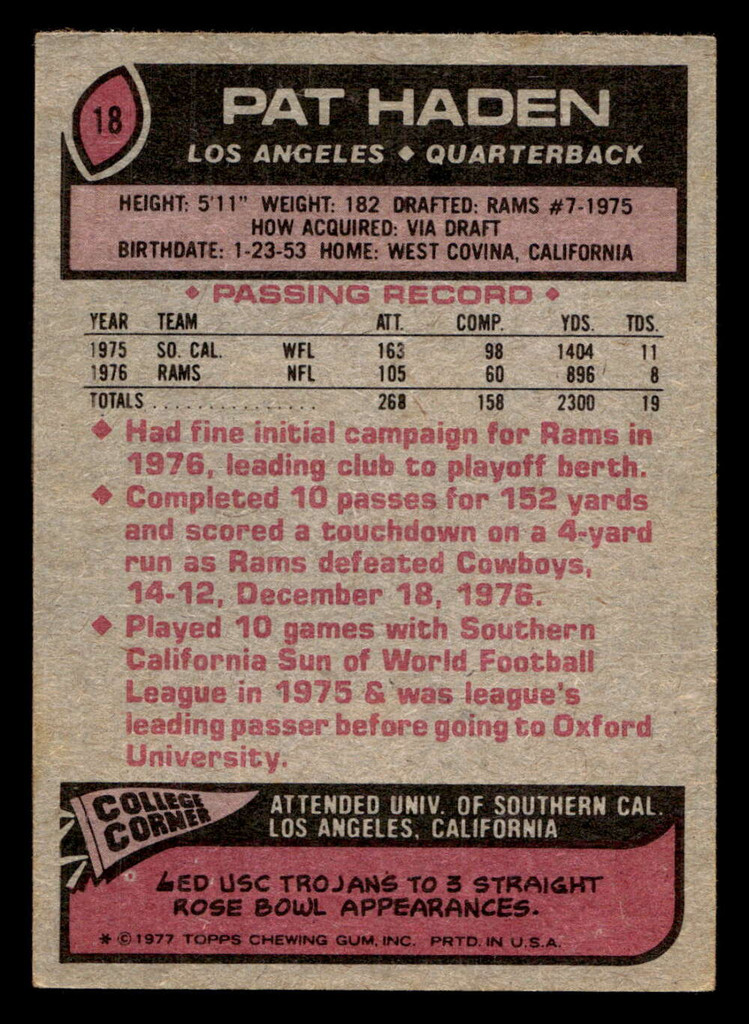 18
PAT HADEN
LOS ANGELES ◆ QUARTERBACK
HEIGHT: 5'11" WEIGHT: 182 DRAFTED: RAMS #7-1975
HOW ACQUIRED: VIA DRAFT
BIRTHDATE: 1-23-53 HOME: WEST COVINA, CALIFORNIA
◆ PASSING RECORD ◆
YEAR TEAM ATT. COMP. YDS. TDS.
1975 SO. CAL. WFL 163 98 1404 11
1976 RAMS NFL 105 60 896 8
TOTALS ................ 268 158 2300 19
◆ Had fine initial campaign for Rams in
1976, leading club to playoff berth.
◆ Completed 10 passes for 152 yards
and scored a touchdown on a 4-yard
run as Rams defeated Cowboys,
14-12, December 18, 1976.
◆ Played 10 games with Southern
California Sun of World Football
League in 1975 & was league's
leading passer before going to Oxford
University.
COLLEGE
CORNER
ATTENDED UNIV. OF SOUTHERN CAL.
LOS ANGELES, CALIFORNIA
LED USC TROJANS TO 3 STRAIGHT
ROSE BOWL APPEARANCES.
* © 1977 TOPPS CHEWING GUM, INC. PRTD. IN U.S.A.